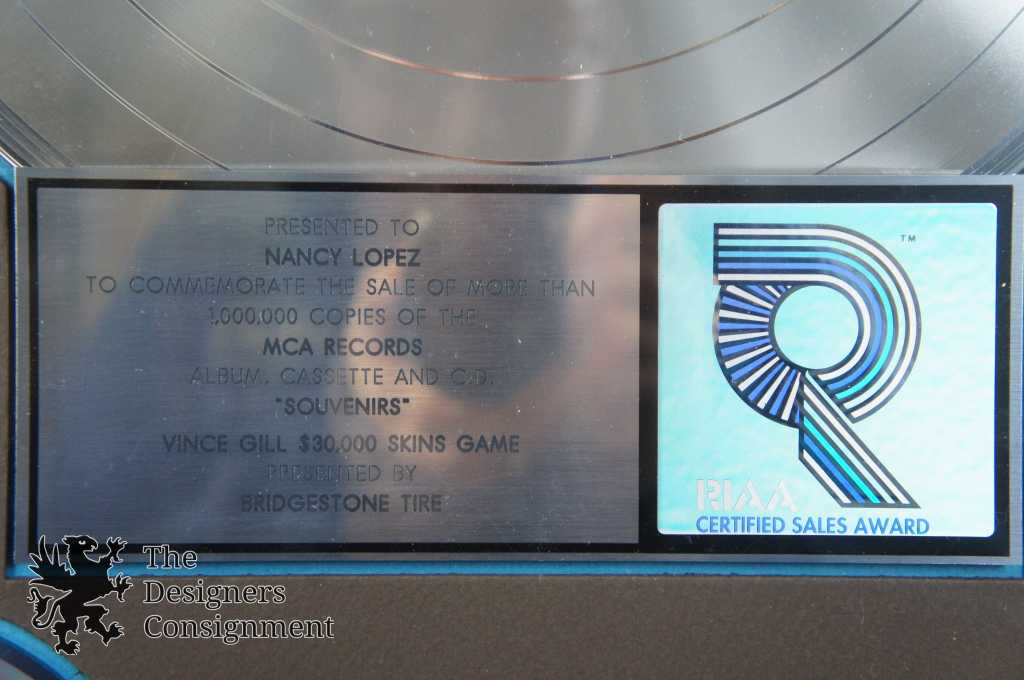 PRESENTED TO
NANCY LOPEZ
TO COMMEMORATE THE SALE OF MORE THAN
1,000,000 COPIES OF THE
MCA RECORDS
ALBUM, CASSETTE AND C.D.
"SOUVENIRS"
VINCE GILL $30,000 SKINS GAME
PRESENTED BY
BRIDGESTONE TIRE
TM
RIAA
CERTIFIED SALES AWARD
The
Designers
Consignment